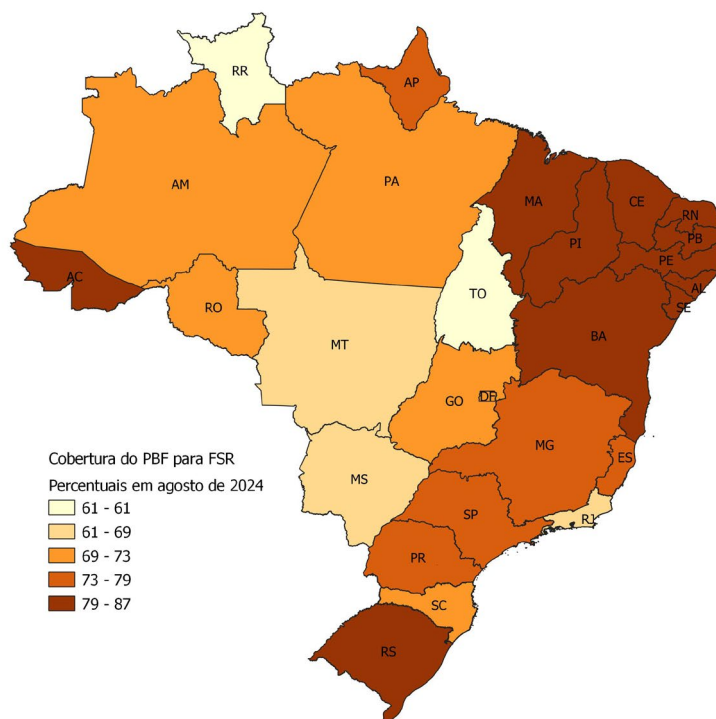 RR
AP
AM
PA
MA
CE
RN
PB
PI
PE
AC
AL
TO
SE
RO
BA
MT
DF
GO
MG
Cobertura do PBF para FSR
ES
MS
Percentuais em agosto de 2024
61 - 61
SP
RJ
61 - 69
69 - 73
PR
73 - 79
79 - 87
SC
RS